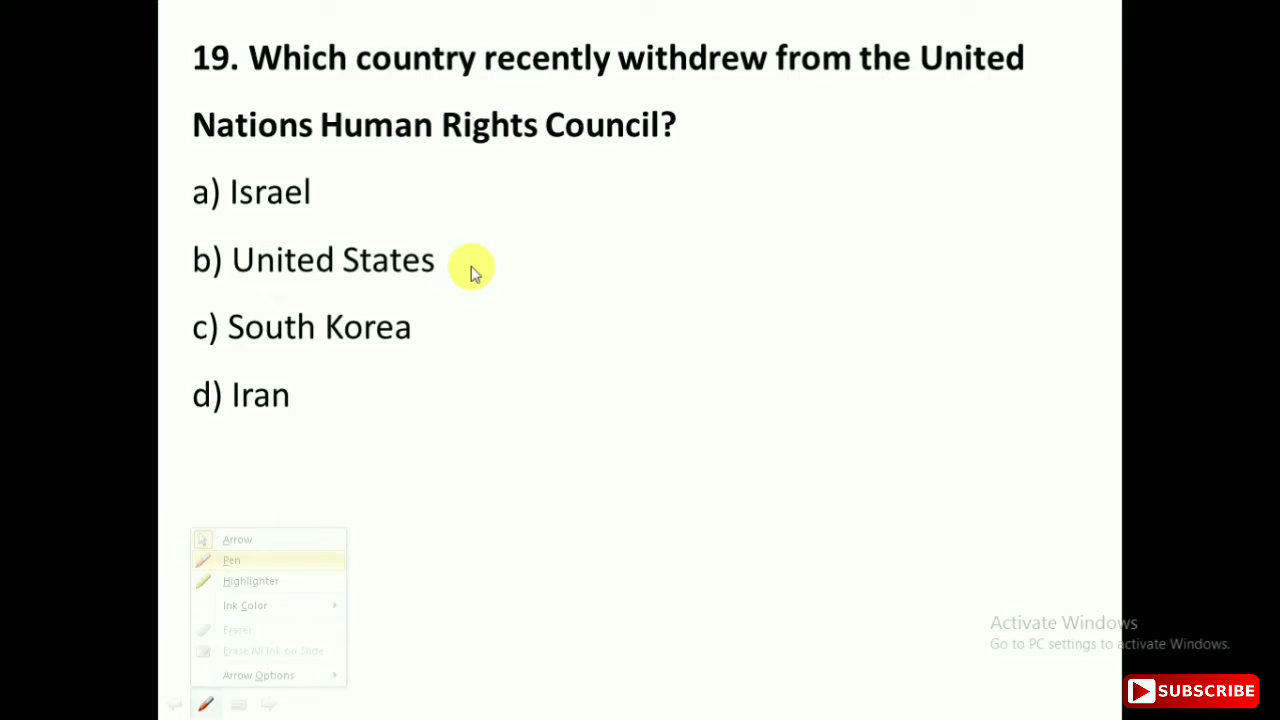 19. Which country recently withdrew from the United
Nations Human Rights Council?
a) Israel
b) United States
c) South Korea
d) Iran
Arrow
Pen
Highlighter
Ink Color
Eraser
Erase All Ink on Slide
Arrow Options
Activate Windows
Go to PC settings to activate Windows.
SUBSCRIBE